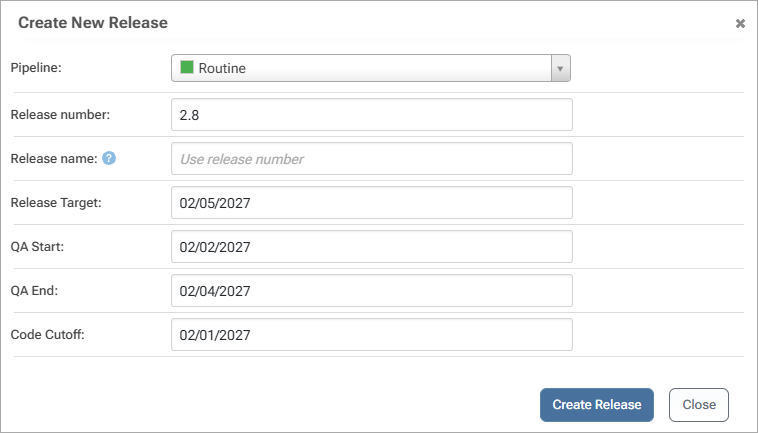 Create New Release
Pipeline: Routine
Release number: 2.8
Release name: ? Use release number
Release Target: 02/05/2027
QA Start: 02/02/2027
QA End: 02/04/2027
Code Cutoff: 02/01/2027
Create Release Close